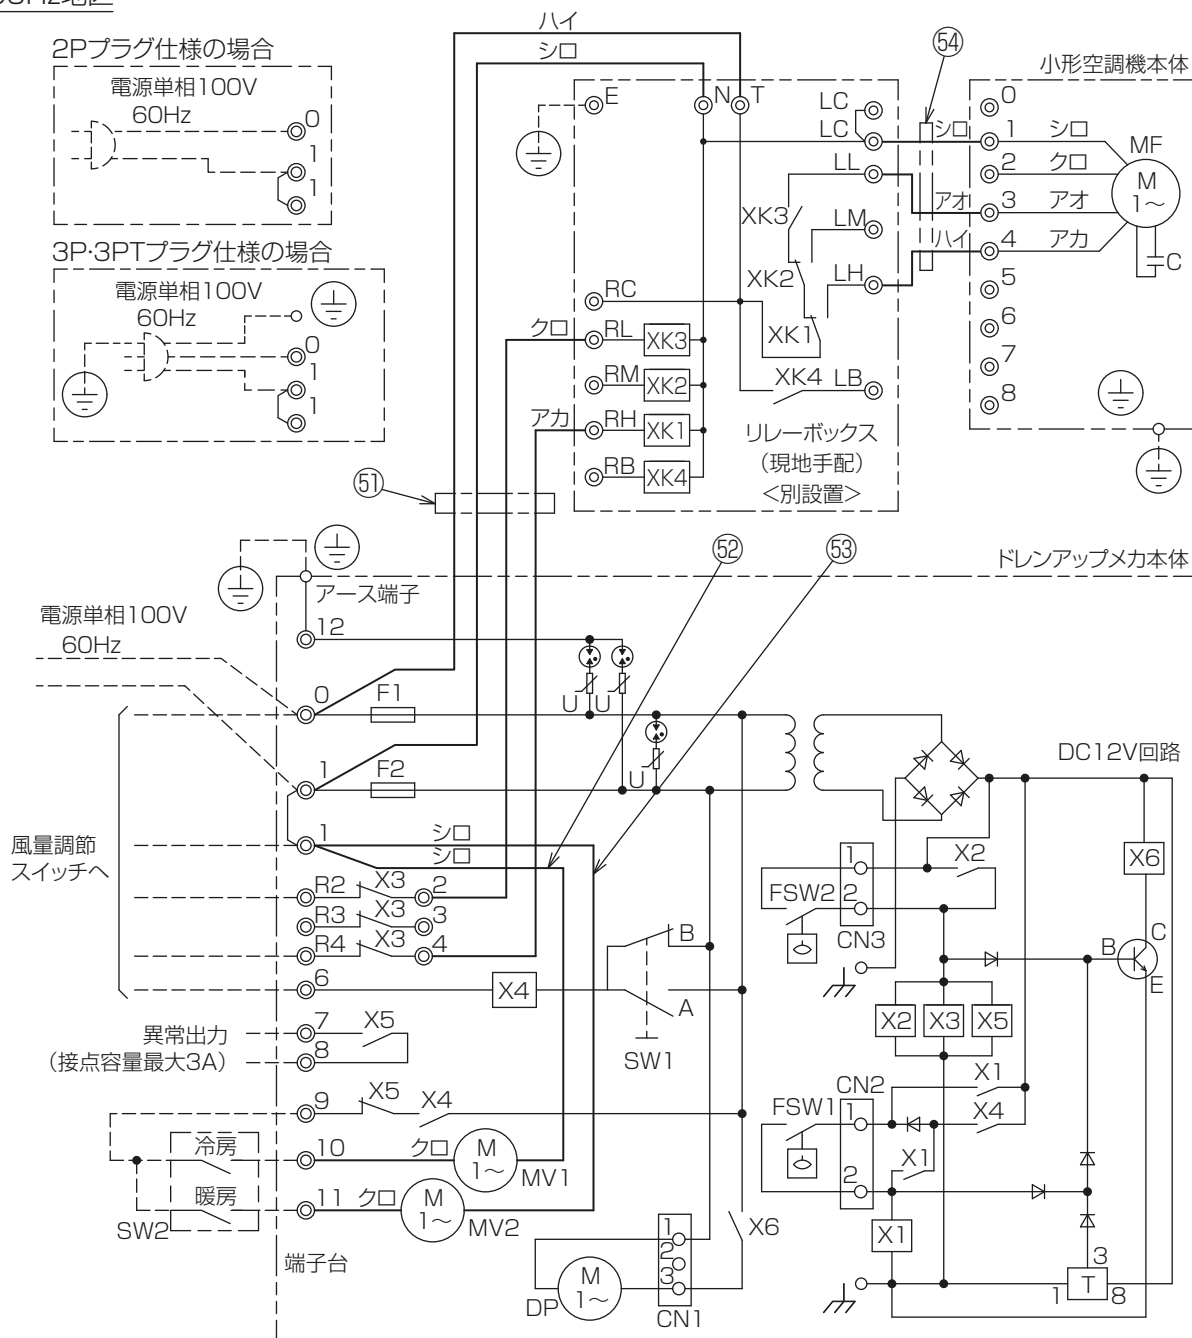 60Hz地区
2Pプラグ仕様の場合
電源単相100V
60Hz
0
1
1
3P·3PTプラグ仕様の場合
電源単相100V
60Hz
0
1
1
ハイ
シロ
E
N
T
LC
LC
LL
LM
LH
LB
XK3
XK2
XK1
XK4
RC
クロ
RL
XK3
RM
XK2
アカ
RH
XK1
RB
XK4
リレーボックス
(現地手配)
<別設置>
54
シロ
アオ
ハイ
小形空調機本体
0
1
シロ
2
クロ
3
アオ
4
アカ
5
6
7
8
MF
M
1~
C
51
52
53
ドレンアップメカ本体
アース端子
電源単相100V
60Hz
12
0
F1
U
U
U
1
F2
1
シロ
シロ
風量調節
スイッチへ
R2
X3
2
R3
X3
3
R4
X3
4
6
X4
B
A
SW1
異常出力
(接点容量最大3A)
7
X5
8
9
X5
X4
冷房
10
クロ
M
1~
MV1
暖房
11
クロ
M
1~
MV2
SW2
端子台
DP
M
1~
1
2
3
CN1
X6
DC12V回路
1
X2
FSW2
2
CN3
X6
B
C
E
X2
X3
X5
CN2
X1
FSW1
1
X4
X1
2
X1
3
1
T
8